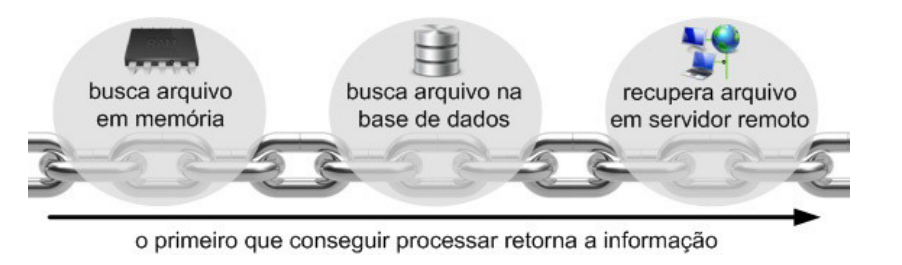 RAM
busca arquivo
em memória
busca arquivo na
base de dados
recupera arquivo
em servidor remoto
o primeiro que conseguir processar retorna a informação